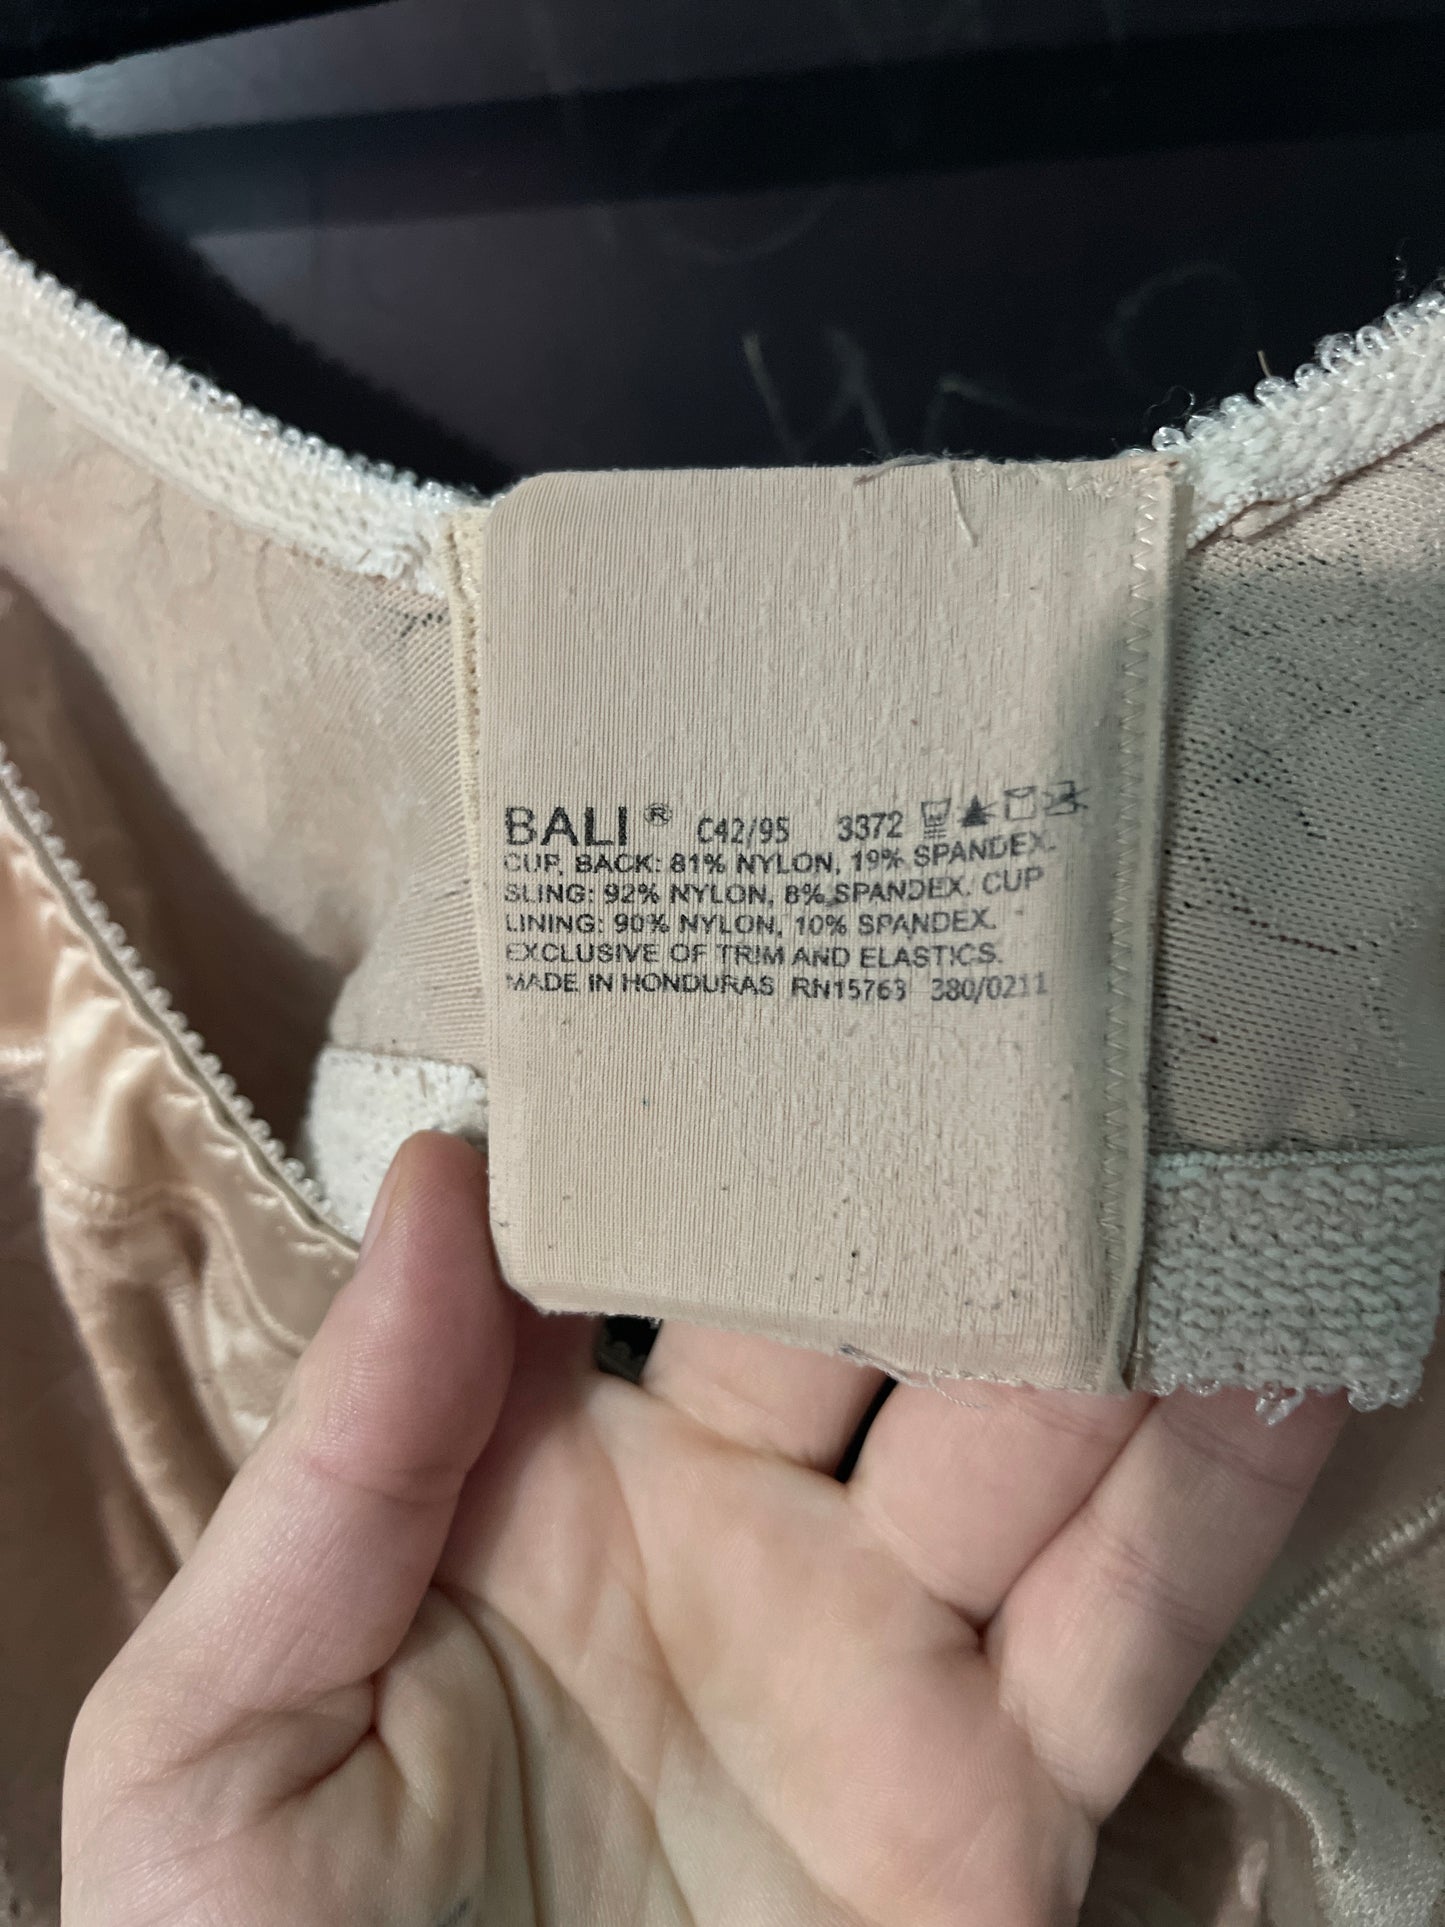 BALI® C42/95 3372
CUP, BACK: 81% NYLON, 19% SPANDEX.
SLING: 92% NYLON, 8% SPANDEX. CUP
LINING: 90% NYLON, 10% SPANDEX.
EXCLUSIVE OF TRIM AND ELASTICS.
MADE IN HONDURAS RN15763 380/0211